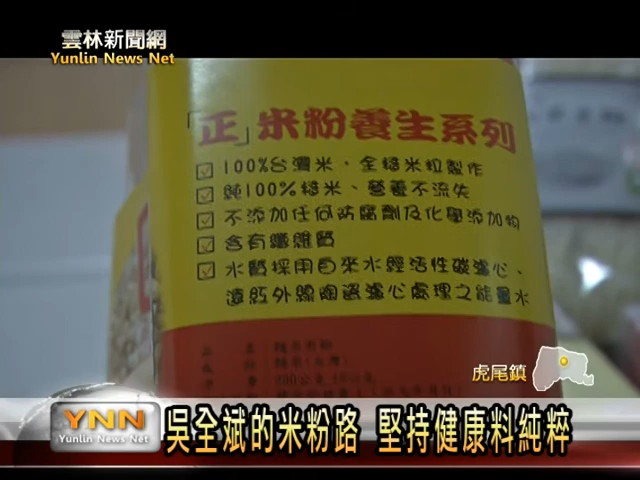 雲林新聞網
Yunlin News Net
「正」米粉養生系列
100%台灣米,全糙米粒製作
純100%糙米、營養不流失
不添加任何防腐劑及化學添加物
含有纖維質
水質採用自來水經活性碳濾心、
遠紅外線陶瓷濾心處理之能量水
虎尾鎮
YNN
Yunlin News Net
吳全斌的米粉路 堅持健康料純粹